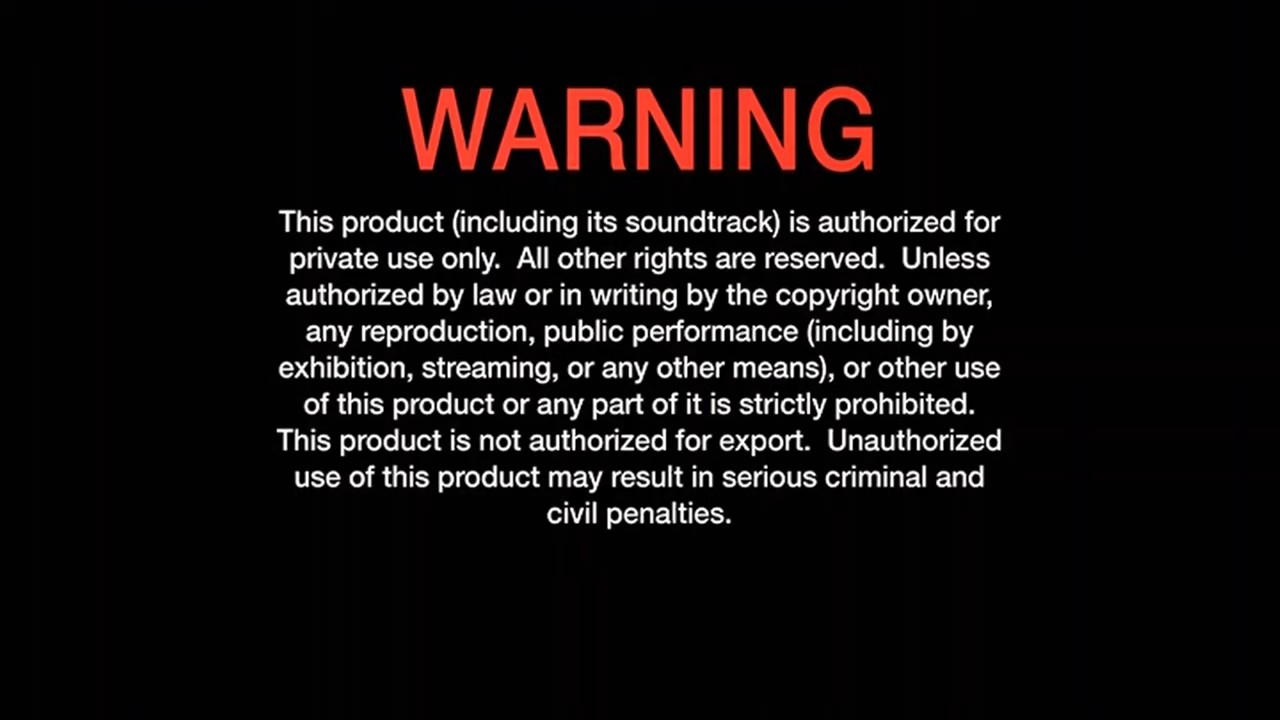 WARNING
This product (including its soundtrack) is authorized for
private use only.  All other rights are reserved.  Unless
authorized by law or in writing by the copyright owner,
any reproduction, public performance (including by
exhibition, streaming, or any other means), or other use
of this product or any part of it is strictly prohibited.
This product is not authorized for export.  Unauthorized
use of this product may result in serious criminal and
civil penalties.